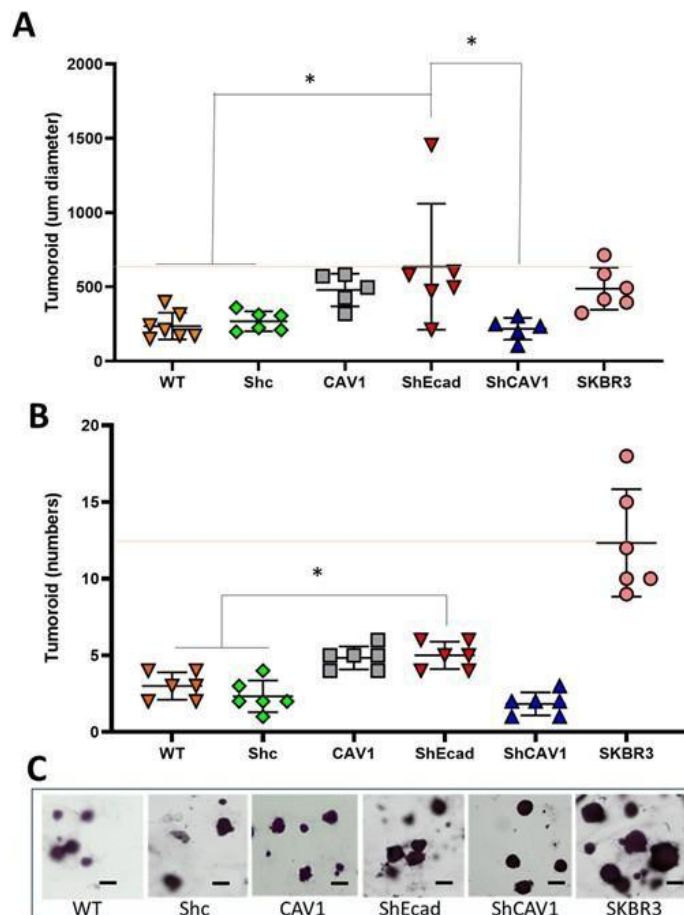 A
*
*
2000
1500
1000
500
0
Tumoroid (um diameter)
WT Shc CAV1 ShEcad ShCAV1 SKBR3
B
20
15
10
5
0
Tumoroid (numbers)
*
WT Shc CAV1 ShEcad ShCAV1 SKBR3
C
WT Shc CAV1 ShEcad ShCAV1 SKBR3